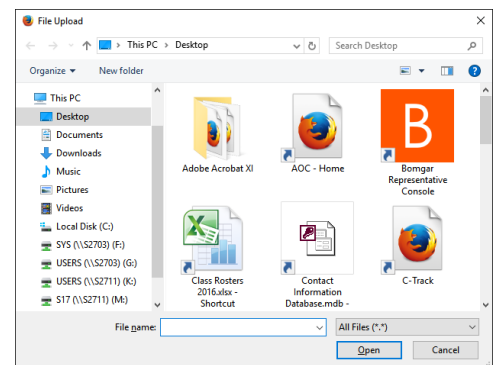 File Upload
This PC > Desktop
Search Desktop
Organize
New folder
This PC
Desktop
Documents
Downloads
Music
Pictures
Videos
Local Disk (C:)
SYS (\\S2703) (F:)
USERS (\\S2703) (G:)
USERS (\\S2711) (K:)
S17 (\\S2711) (M:)
Adobe Acrobat XI
AOC - Home
B
Bomgar
Representative
Console
Class Rosters
2016.xlsx -
Shortcut
Contact
Information
Database.mdb -
C-Track
File name:
All Files (*.*)
Open
Cancel